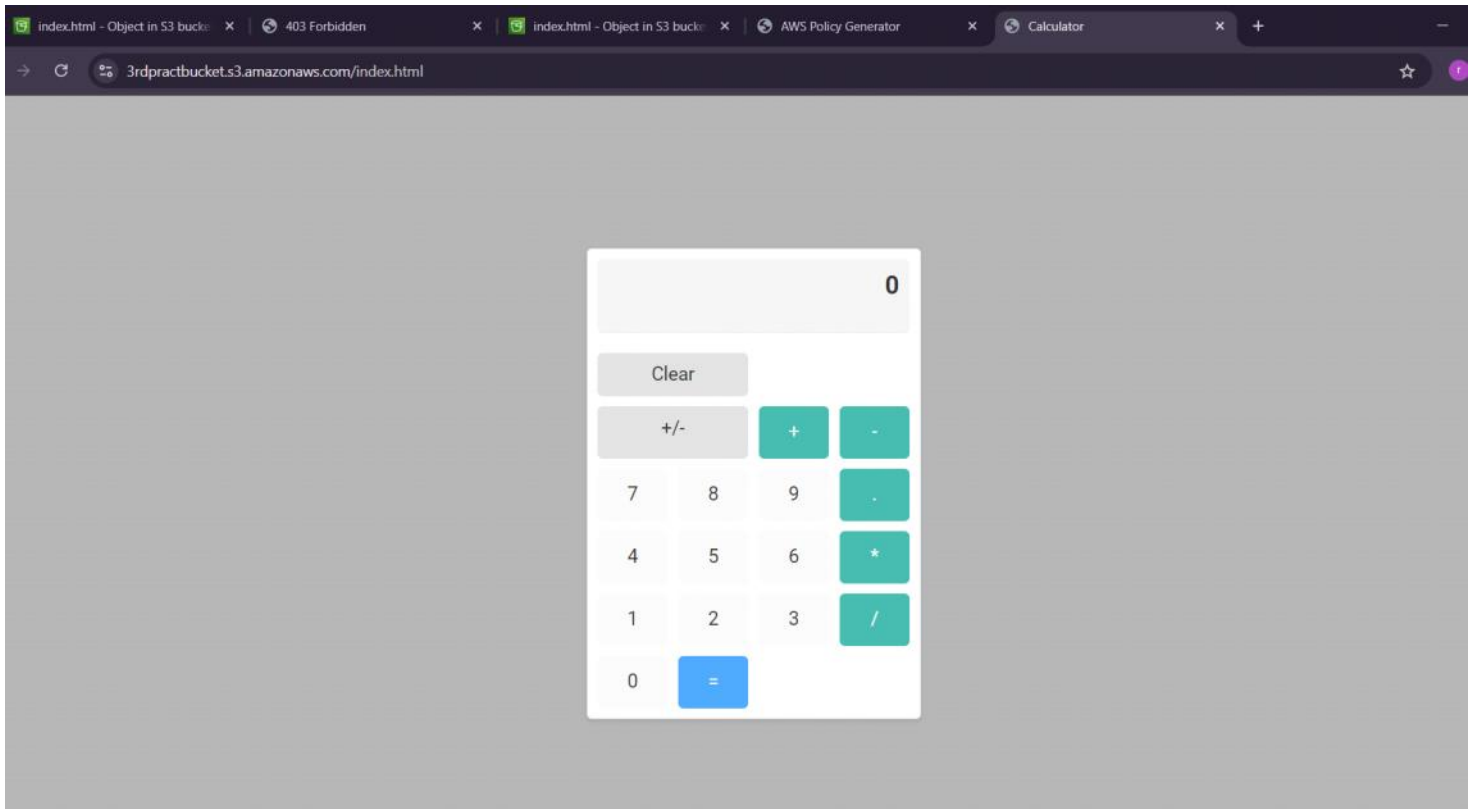 index.html - Object in S3 bucke 403 Forbidden index.html - Object in S3 bucke AWS Policy Generator Calculator
3rdpractbucket.s3.amazonaws.com/index.html r
0
Clear
+/- + -
7 8 9 .
4 5 6 *
1 2 3 /
0 =